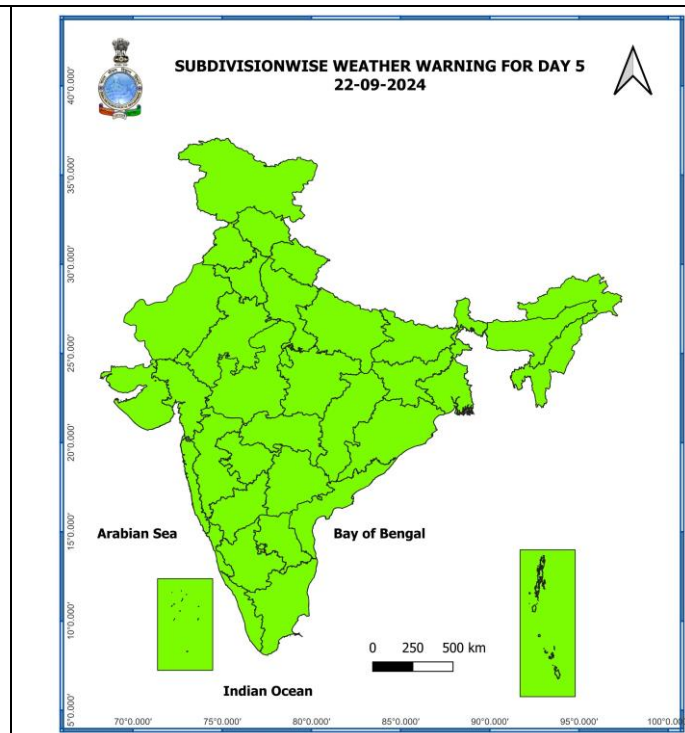 SUBDIVISIONWISE WEATHER WARNING FOR DAY 5
22-09-2024
40°0.000'
35°0.000'
30°0.000'
25°0.000'
20°0.000'
15°0.000'
10°0.000'
5°0.000'
Arabian Sea
Bay of Bengal
0 250 500 km
Indian Ocean
70°0.000' 75°0.000' 80°0.000' 85°0.000' 90°0.000' 95°0.000' 100°0.000'